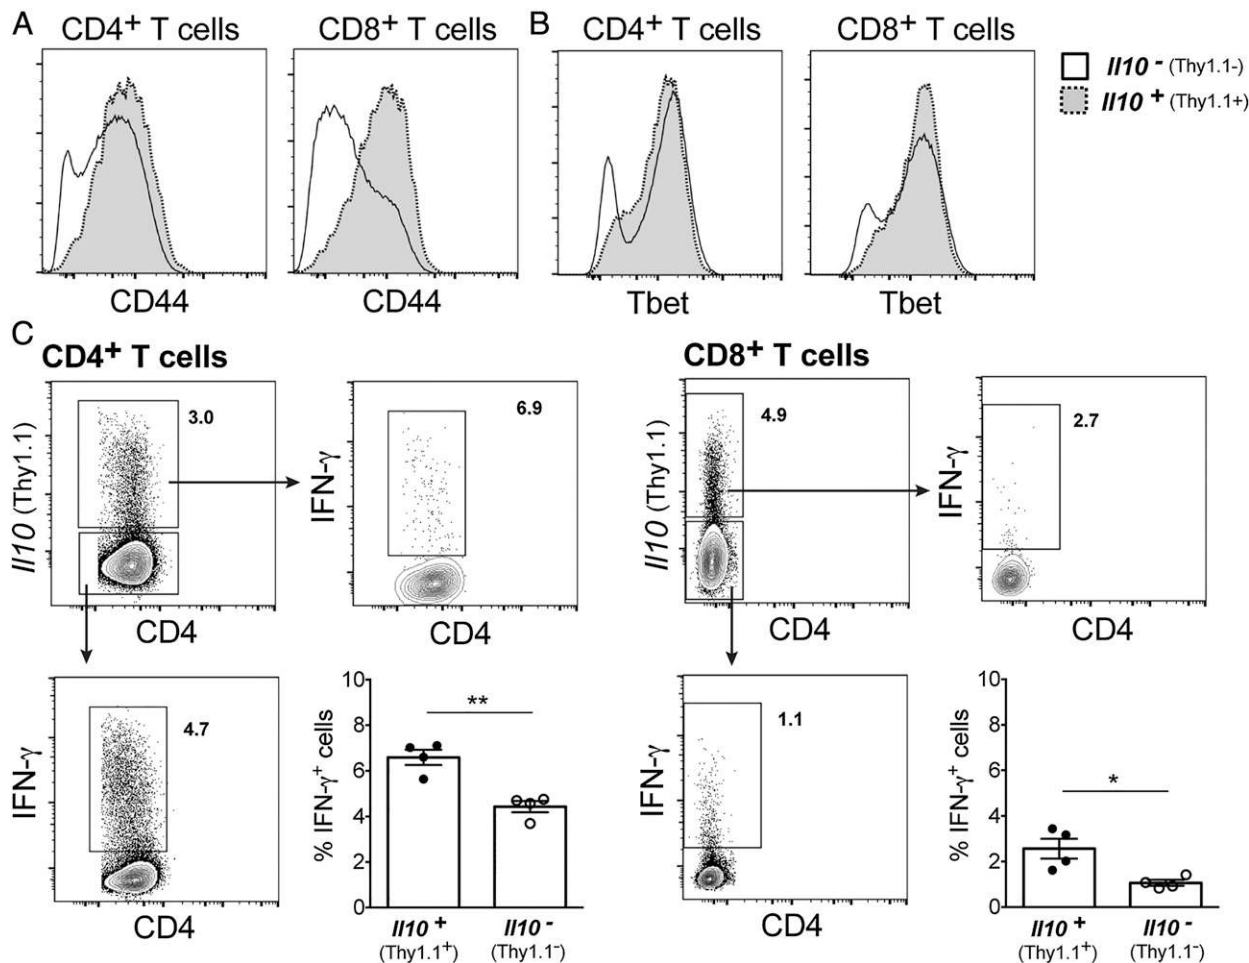 A
CD4+ T cells
CD8+ T cells
B
CD4+ T cells
CD8+ T cells
Il10 - (Thy1.1-)
Il10 + (Thy1.1+)
CD44
CD44
Tbet
Tbet
C
CD4+ T cells
Il10 (Thy1.1)
3.0
CD4
IFN-γ
6.9
CD4
CD8+ T cells
Il10 (Thy1.1)
4.9
CD4
IFN-γ
2.7
CD4
IFN-γ
4.7
CD4
% IFN-γ+ cells
10
8
6
4
2
0
**
Il10 +
(Thy1.1+)
Il10 -
(Thy1.1-)
IFN-γ
1.1
CD4
% IFN-γ+ cells
10
8
6
4
2
0
*
Il10 +
(Thy1.1+)
Il10 -
(Thy1.1-)